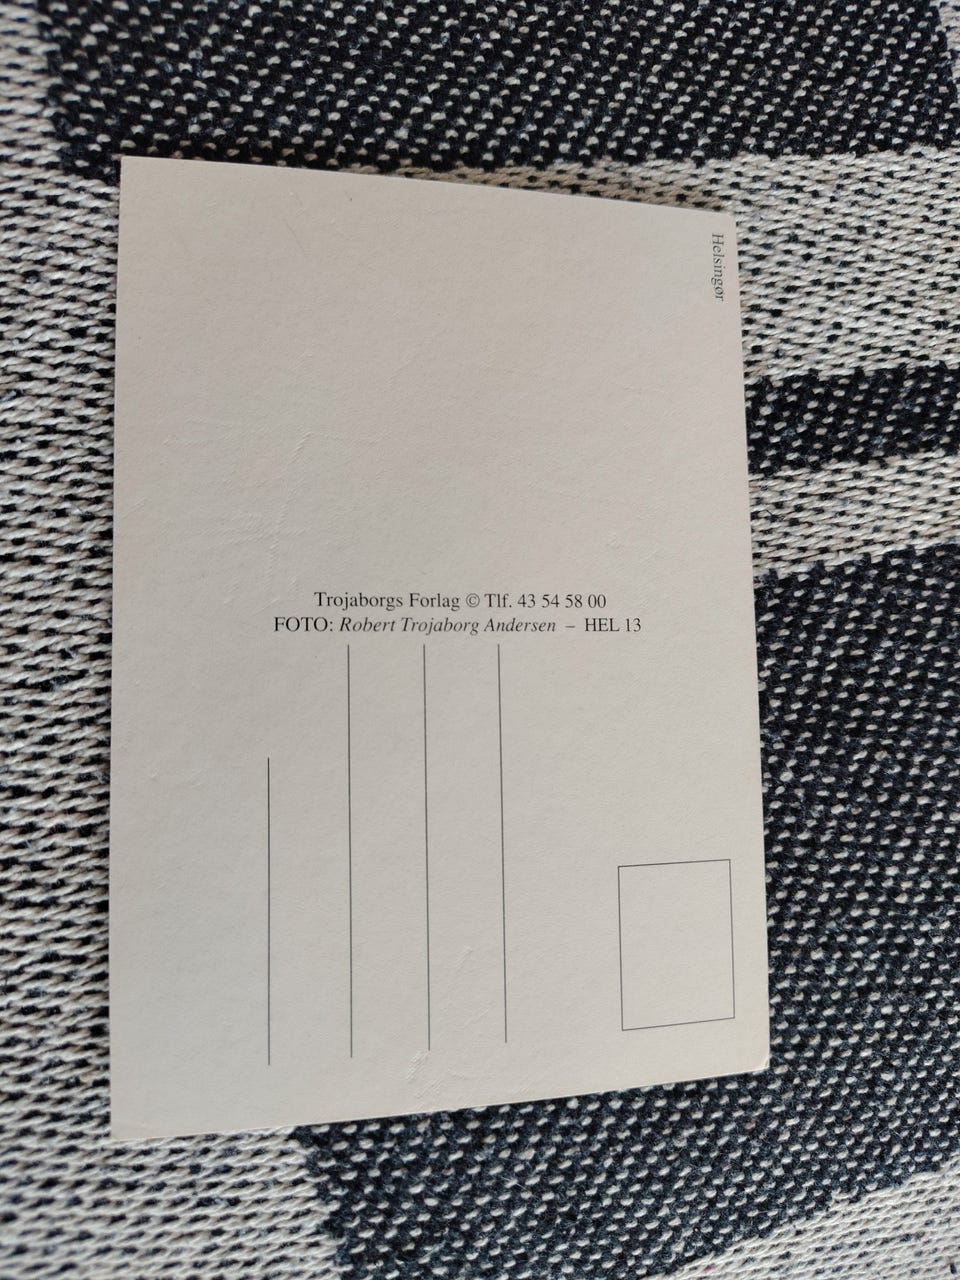 Helsingør
Trojaborgs Forlag © Tlf. 43 54 58 00
FOTO: Robert Trojaborg Andersen – HEL 13